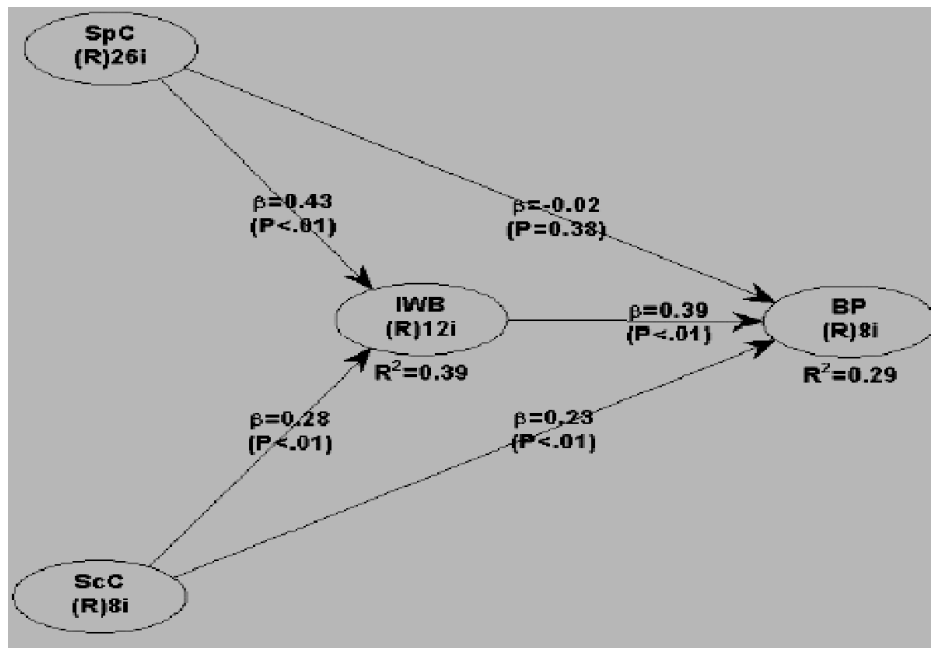 SpC
(R)26i
β=0.43
(P<.01)
β=-0.02
(P=0.38)
IWB
(R)12i
R²=0.39
β=0.39
(P<.01)
BP
(R)8i
R²=0.29
β=0.28
(P<.01)
β=0.23
(P<.01)
ScC
(R)8i